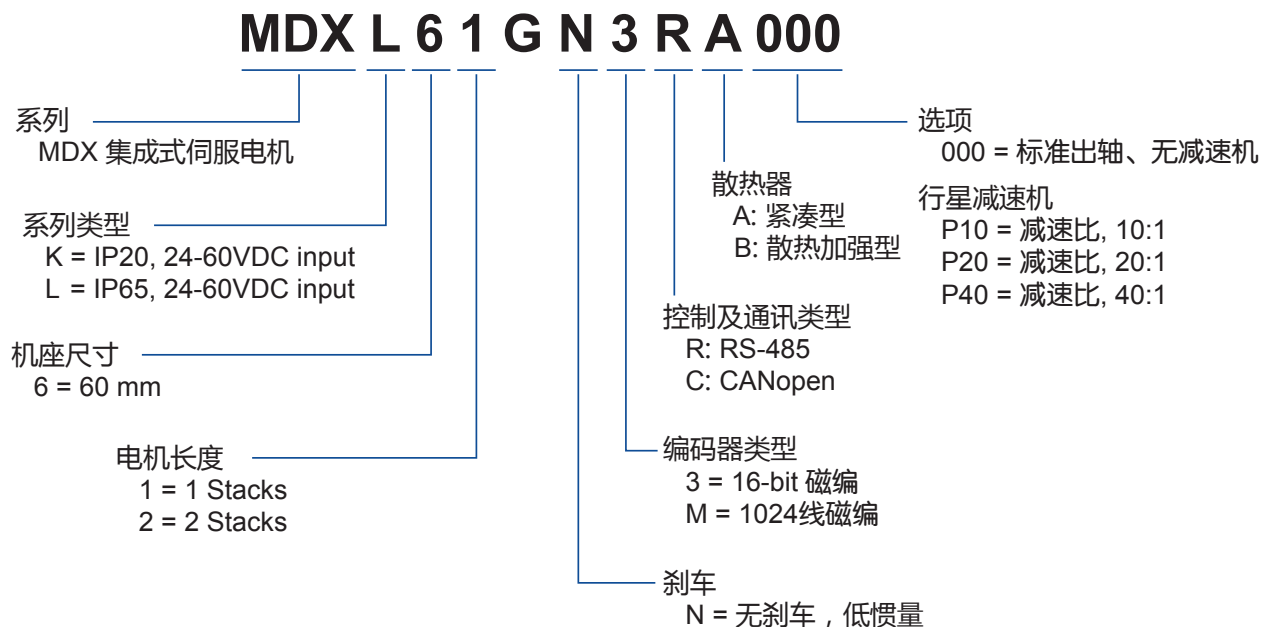 MDX L 6 1 G N 3 R A 000
系列
MDX 集成式伺服电机
系列类型
K = IP20, 24-60VDC input
L = IP65, 24-60VDC input
机座尺寸
6 = 60 mm
电机长度
1 = 1 Stacks
2 = 2 Stacks
选项
000 = 标准出轴、无减速机
行星减速机
P10 = 减速比, 10:1
P20 = 减速比, 20:1
P40 = 减速比, 40:1
散热器
A: 紧凑型
B: 散热加强型
控制及通讯类型
R: RS-485
C: CANopen
编码器类型
3 = 16-bit 磁编
M = 1024线磁编
刹车
N = 无刹车，低惯量